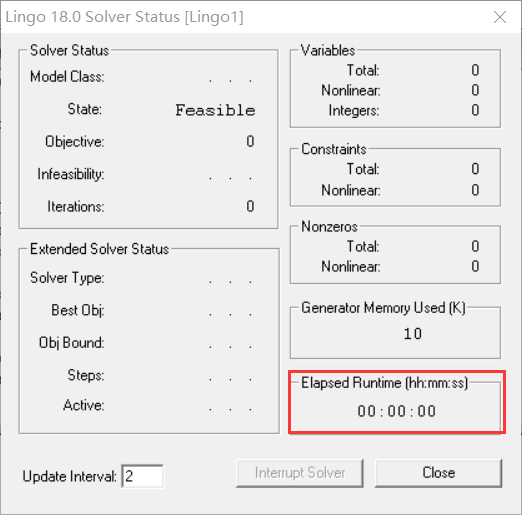 Lingo 18.0 Solver Status [Lingo1]
Solver Status
Model Class: . . .
State: Feasible
Objective: 0
Infeasibility: . . .
Iterations: 0
Extended Solver Status
Solver Type: . . .
Best Obj: . . .
Obj Bound: . . .
Steps: . . .
Active: . . .
Variables
Total: 0
Nonlinear: 0
Integers: 0
Constraints
Total: 0
Nonlinear: 0
Nonzeros
Total: 0
Nonlinear: 0
Generator Memory Used (K)
10
Elapsed Runtime (hh:mm:ss)
00:00:00
Update Interval: 2
Interrupt Solver
Close